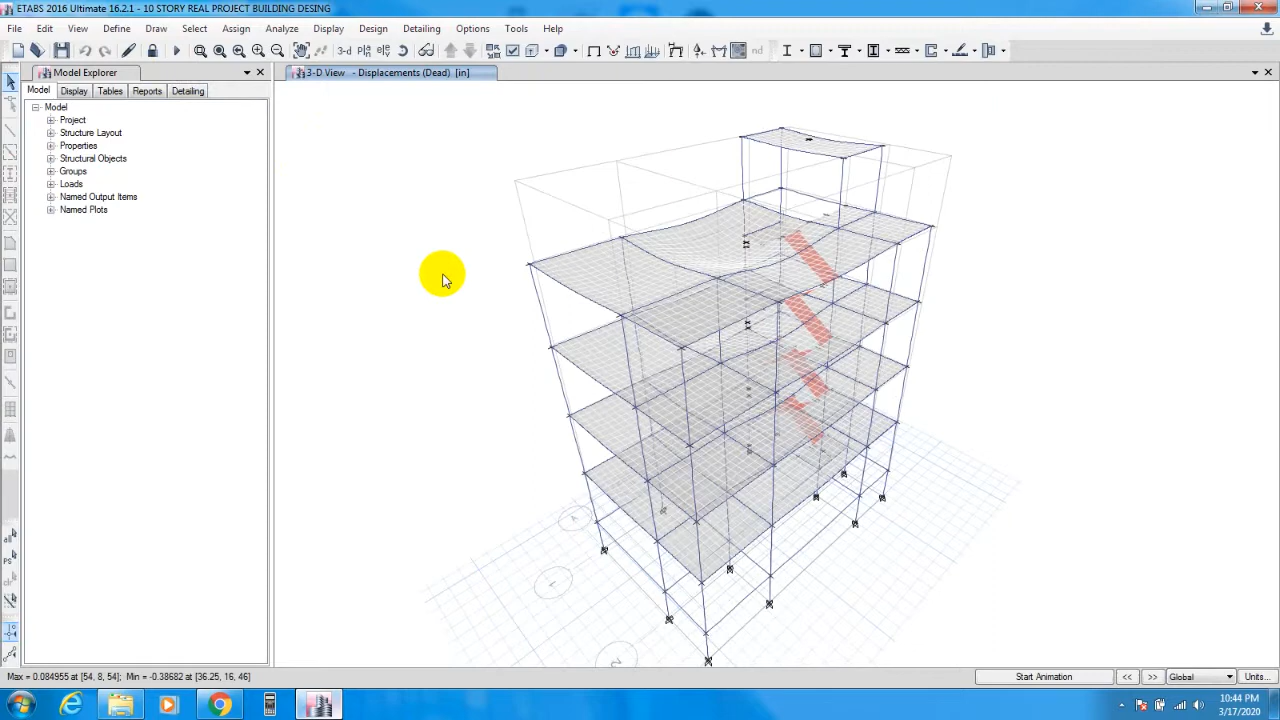 ETABS 2016 Ultimate 16.2.1 - 10 STORY REAL PROJECT BUILDING DESING
File Edit View Define Draw Select Assign Analyze Display Design Detailing Options Tools Help
3-d nd
Model Explorer
3-D View - Displacements (Dead) [in]
Model Display Tables Reports Detailing
Model
Project
Structure Layout
Properties
Structural Objects
Groups
Loads
Named Output Items
Named Plots
PS
Max = 0.084955 at [54, 8, 54]; Min = -0.38682 at [36.25, 16, 46]
Start Animation << >> Global Units...
10:44 PM
3/17/2020